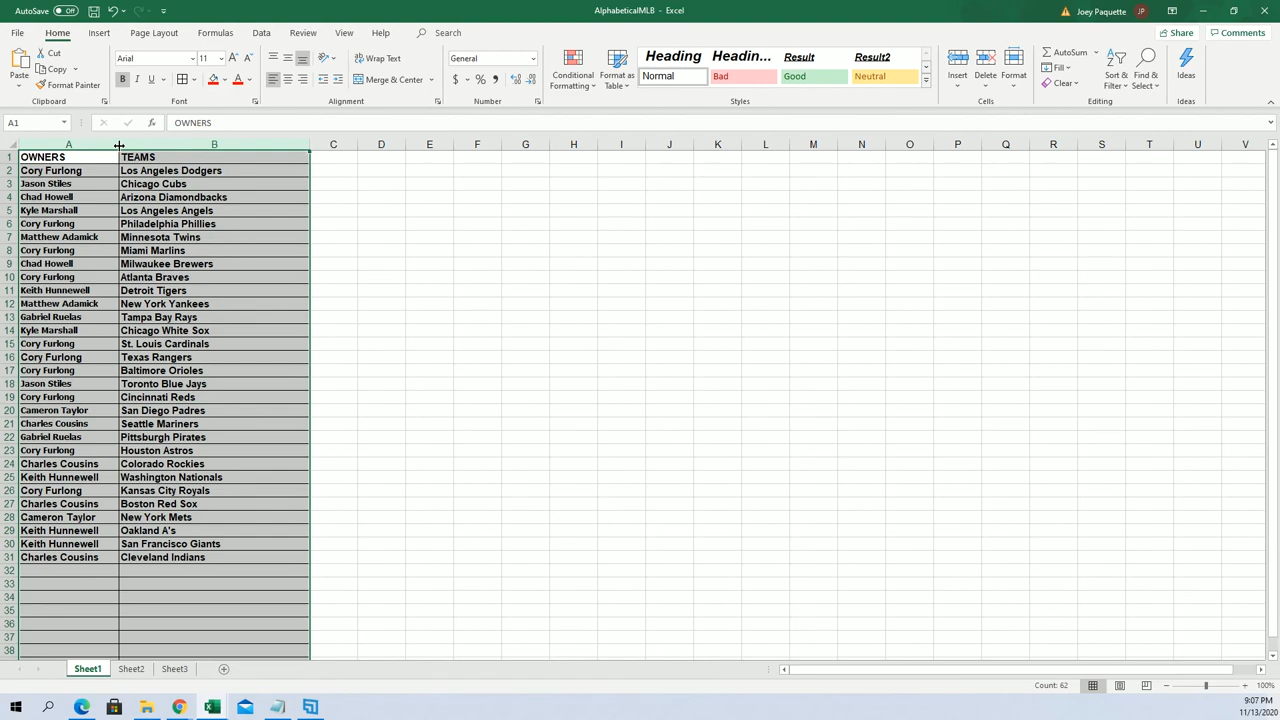 AutoSave Off AlphabeticalMLB - Excel Joey Paquette JP
File Home Insert Page Layout Formulas Data Review View Help Search Share Comments
Paste Cut Copy Format Painter Clipboard
Arial 11 B I U A A A Font
Wrap Text Merge & Center Alignment
General $ % , Number
Conditional Formatting Format as Table
Heading Headin... Result Result2
Normal Bad Good Neutral
Styles
Insert Delete Format Cells
AutoSum Fill Clear Sort & Filter Find & Select Editing
Ideas Ideas
A1 fx OWNERS
A B C D E F G H I J K L M N O P Q R S T U V
1 OWNERS TEAMS
2 Cory Furlong Los Angeles Dodgers
3 Jason Stiles Chicago Cubs
4 Chad Howell Arizona Diamondbacks
5 Kyle Marshall Los Angeles Angels
6 Cory Furlong Philadelphia Phillies
7 Matthew Adamick Minnesota Twins
8 Cory Furlong Miami Marlins
9 Chad Howell Milwaukee Brewers
10 Cory Furlong Atlanta Braves
11 Keith Hunnewell Detroit Tigers
12 Matthew Adamick New York Yankees
13 Gabriel Ruelas Tampa Bay Rays
14 Kyle Marshall Chicago White Sox
15 Cory Furlong St. Louis Cardinals
16 Cory Furlong Texas Rangers
17 Cory Furlong Baltimore Orioles
18 Jason Stiles Toronto Blue Jays
19 Cory Furlong Cincinnati Reds
20 Cameron Taylor San Diego Padres
21 Charles Cousins Seattle Mariners
22 Gabriel Ruelas Pittsburgh Pirates
23 Cory Furlong Houston Astros
24 Charles Cousins Colorado Rockies
25 Keith Hunnewell Washington Nationals
26 Cory Furlong Kansas City Royals
27 Charles Cousins Boston Red Sox
28 Cameron Taylor New York Mets
29 Keith Hunnewell Oakland A's
30 Keith Hunnewell San Francisco Giants
31 Charles Cousins Cleveland Indians
32
33
34
35
36
37
38
Sheet1 Sheet2 Sheet3
Count: 62 100%
9:07 PM
11/13/2020